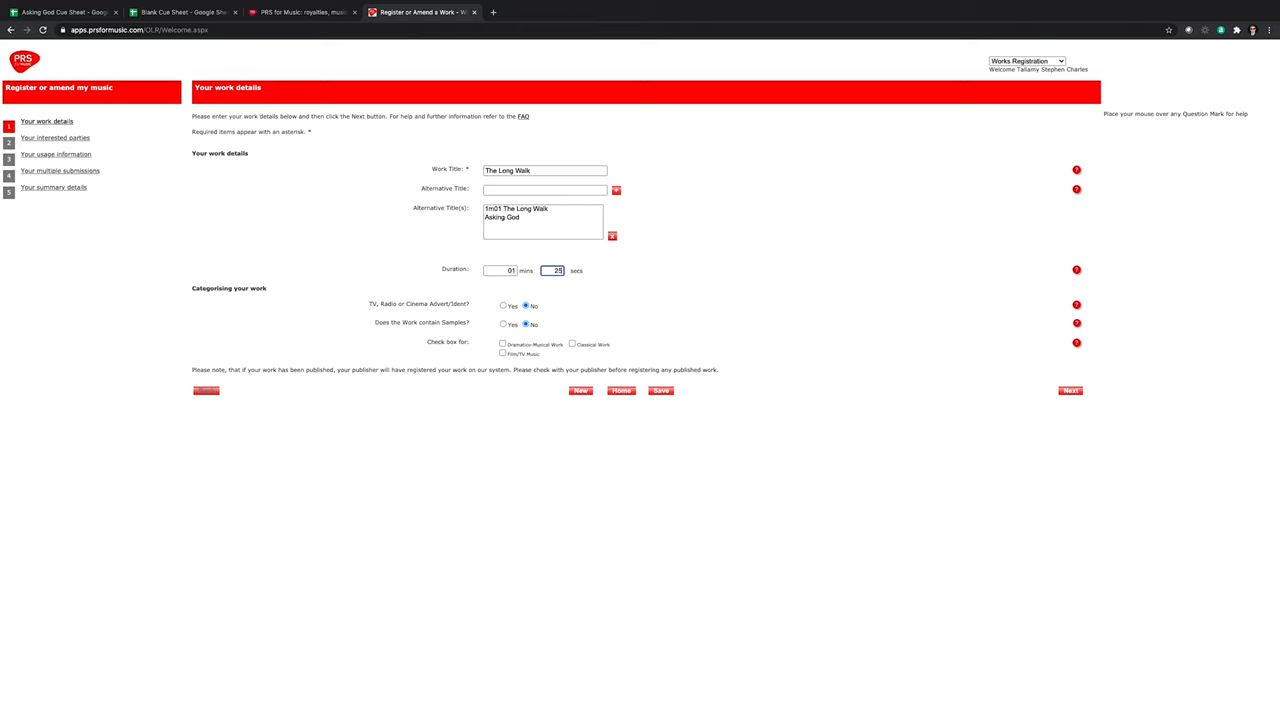 Asking God Cue Sheet - Googl
Blank Cue Sheet - Google Shee
PRS for Music: royalties, music
Register or Amend a Work - W
apps.prsformusic.com/OLR/Welcome.aspx
PRS
for MUSIC
Works Registration
Welcome Tallamy Stephen Charles
Register or amend my music
Your work details
1 Your work details
2 Your interested parties
3 Your usage information
4 Your multiple submissions
5 Your summary details
Please enter your work details below and then click the Next button. For help and further information refer to the FAQ
Place your mouse over any Question Mark for help
Required items appear with an asterisk. *
Your work details
Work Title: * The Long Walk ?
Alternative Title: + ?
Alternative Title(s): 1m01 The Long Walk
Asking God
x
Duration: 01 mins 25 secs ?
Categorising your work
TV, Radio or Cinema Advert/Ident? Yes No ?
Does the Work contain Samples? Yes No ?
Check box for: Dramatico-Musical Work Classical Work ?
Film/TV Music
Please note, that if your work has been published, your publisher will have registered your work on our system. Please check with your publisher before registering any published work.
New Home Save Next